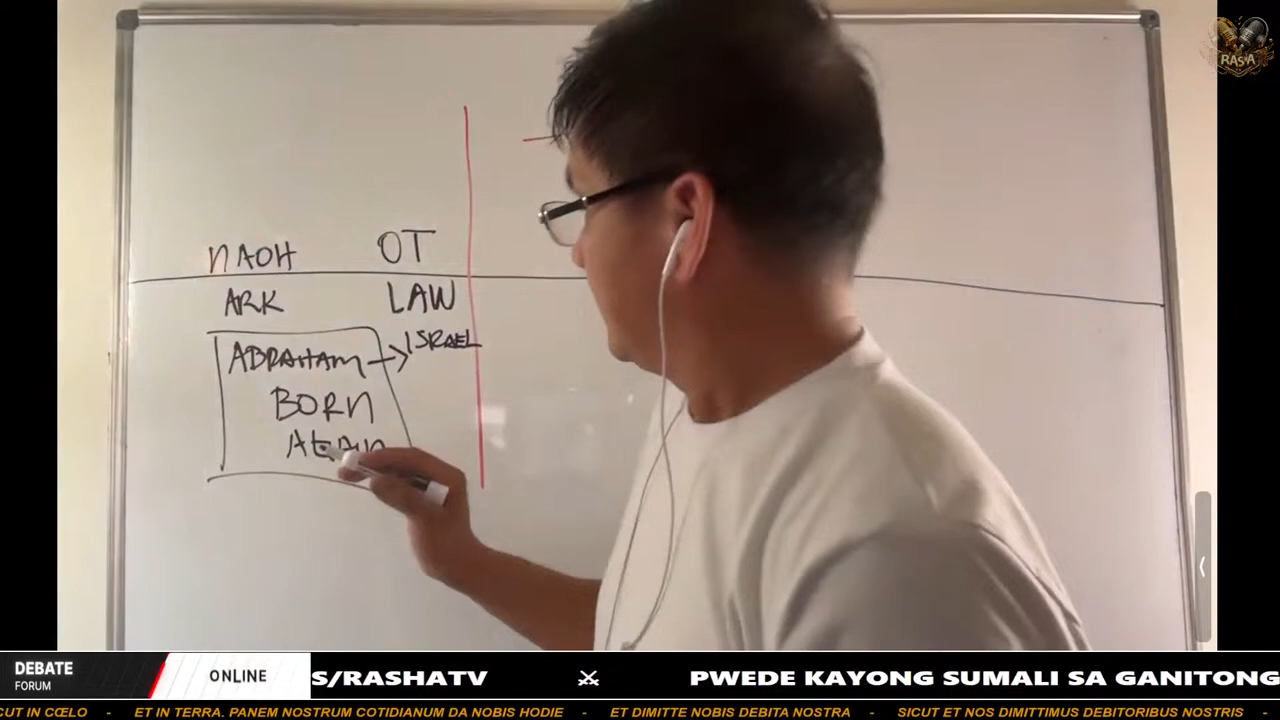 RASA
NAOH OT
ARK LAW
ABRAHAM → ISRAEL
BORN
AGAIN
DEBATE
FORUM
ONLINE
S/RASHATV ⚔ PWEDE KAYONG SUMALI SA GANITONG
CUT IN CŒLO - ET IN TERRA. PANEM NOSTRUM COTIDIANUM DA NOBIS HODIE - ET DIMITTE NOBIS DEBITA NOSTRA - SICUT ET NOS DIMITTIMUS DEBITORIBUS NOSTRIS -